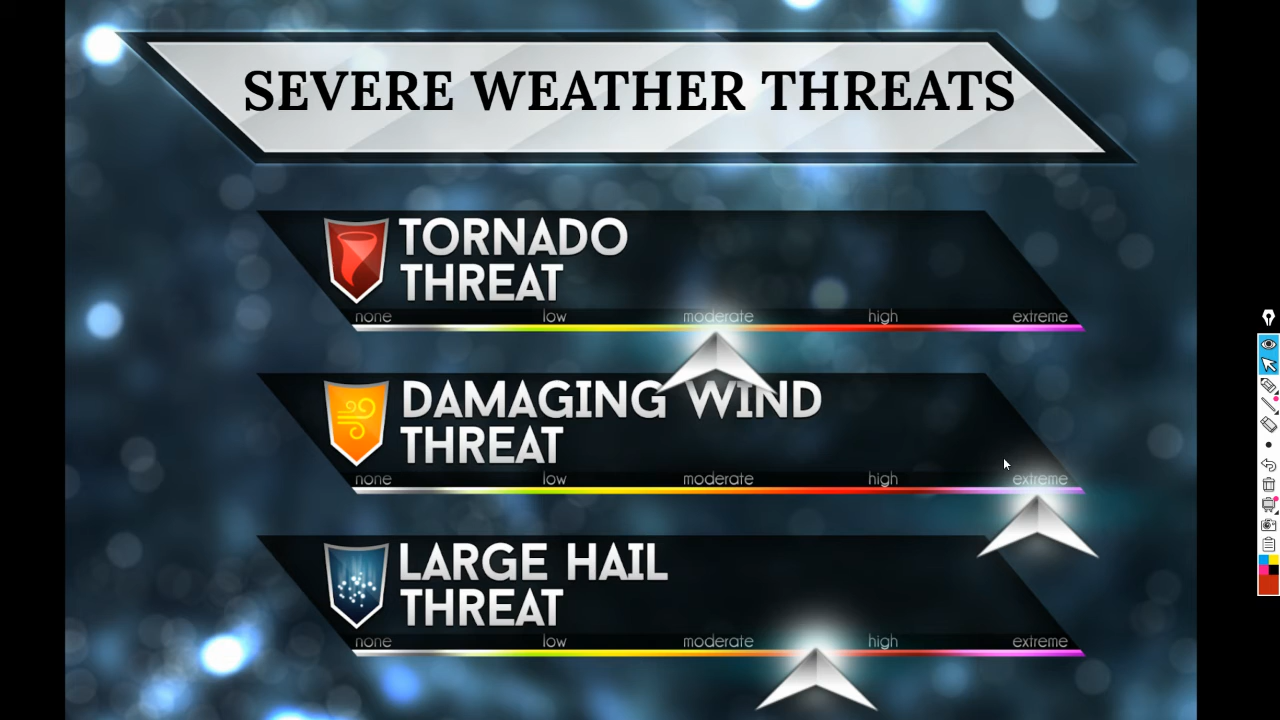 SEVERE WEATHER THREATS
TORNADO
THREAT
none low moderate high extreme
DAMAGING WIND
THREAT
none low moderate high extreme
LARGE HAIL
THREAT
none low moderate high extreme